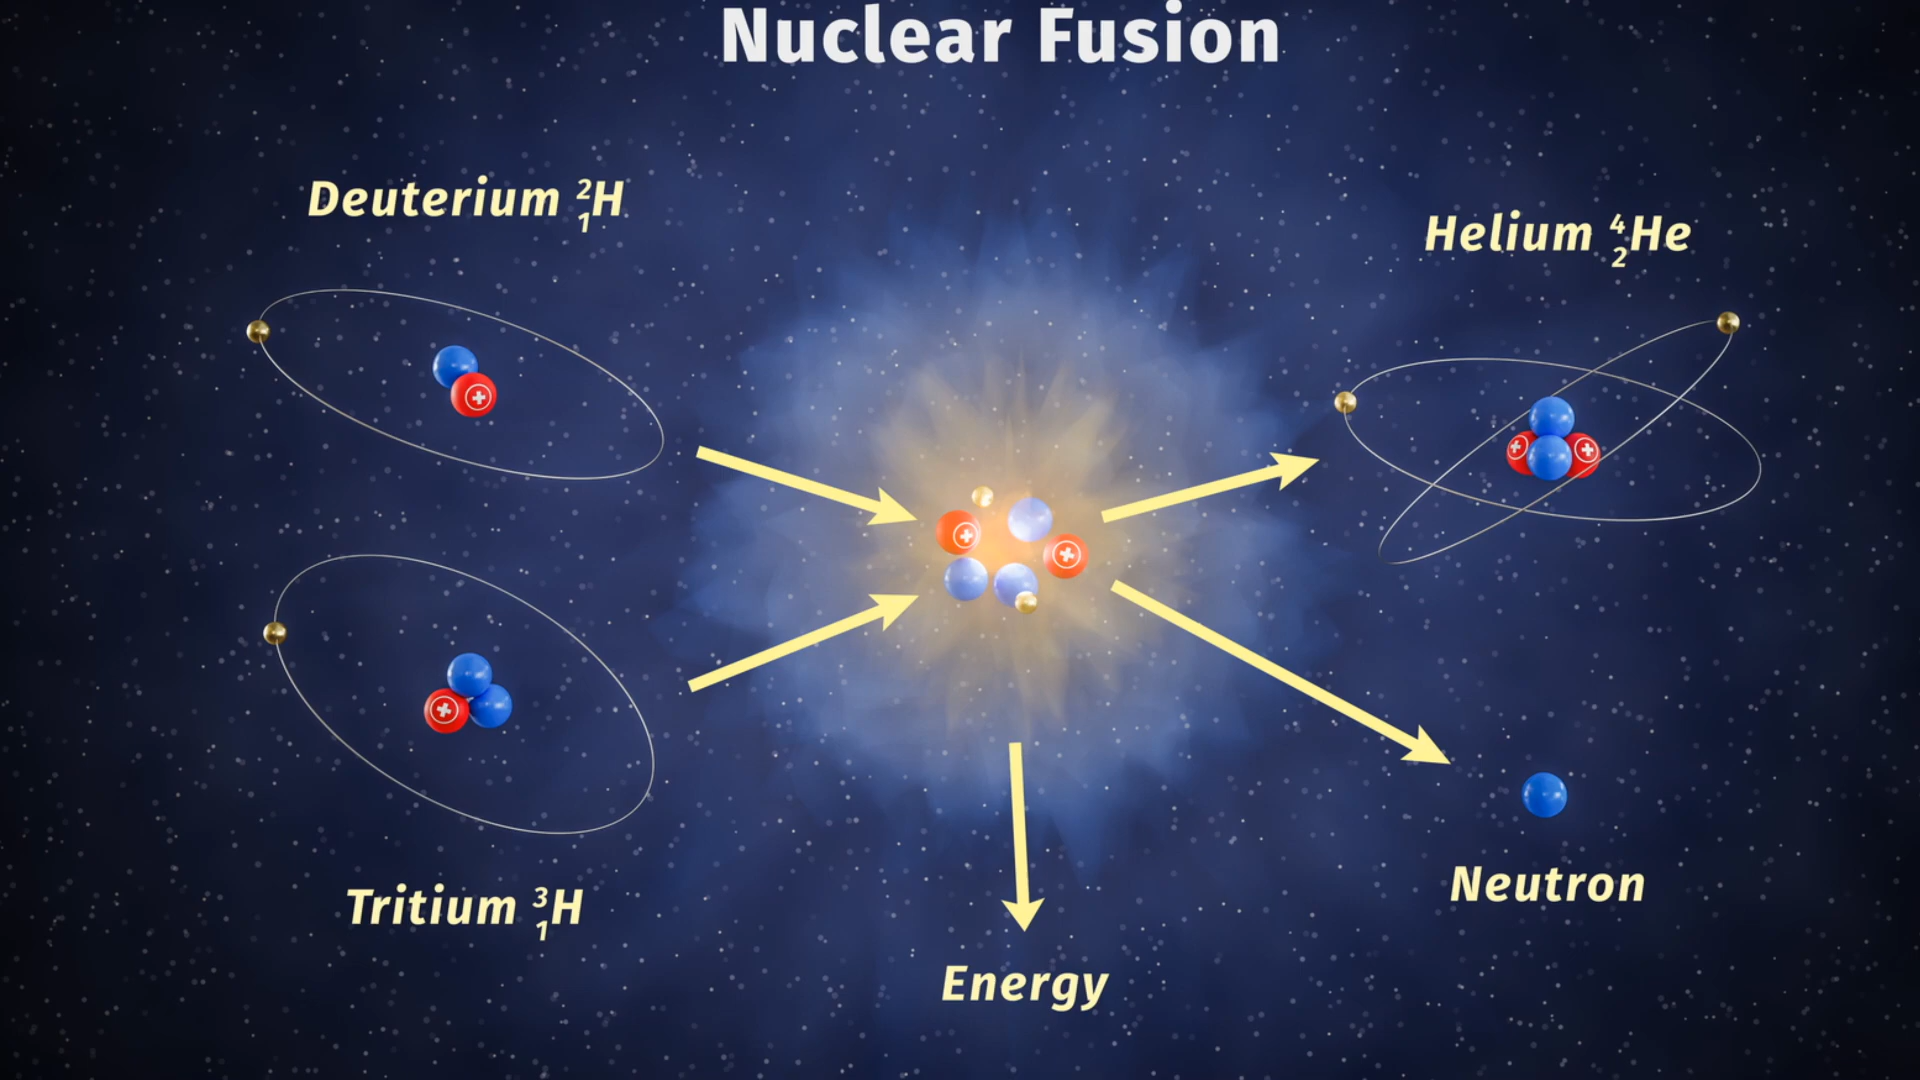 Nuclear Fusion
Deuterium ²₁H
Helium ⁴₂He
Tritium ³₁H
Neutron
Energy